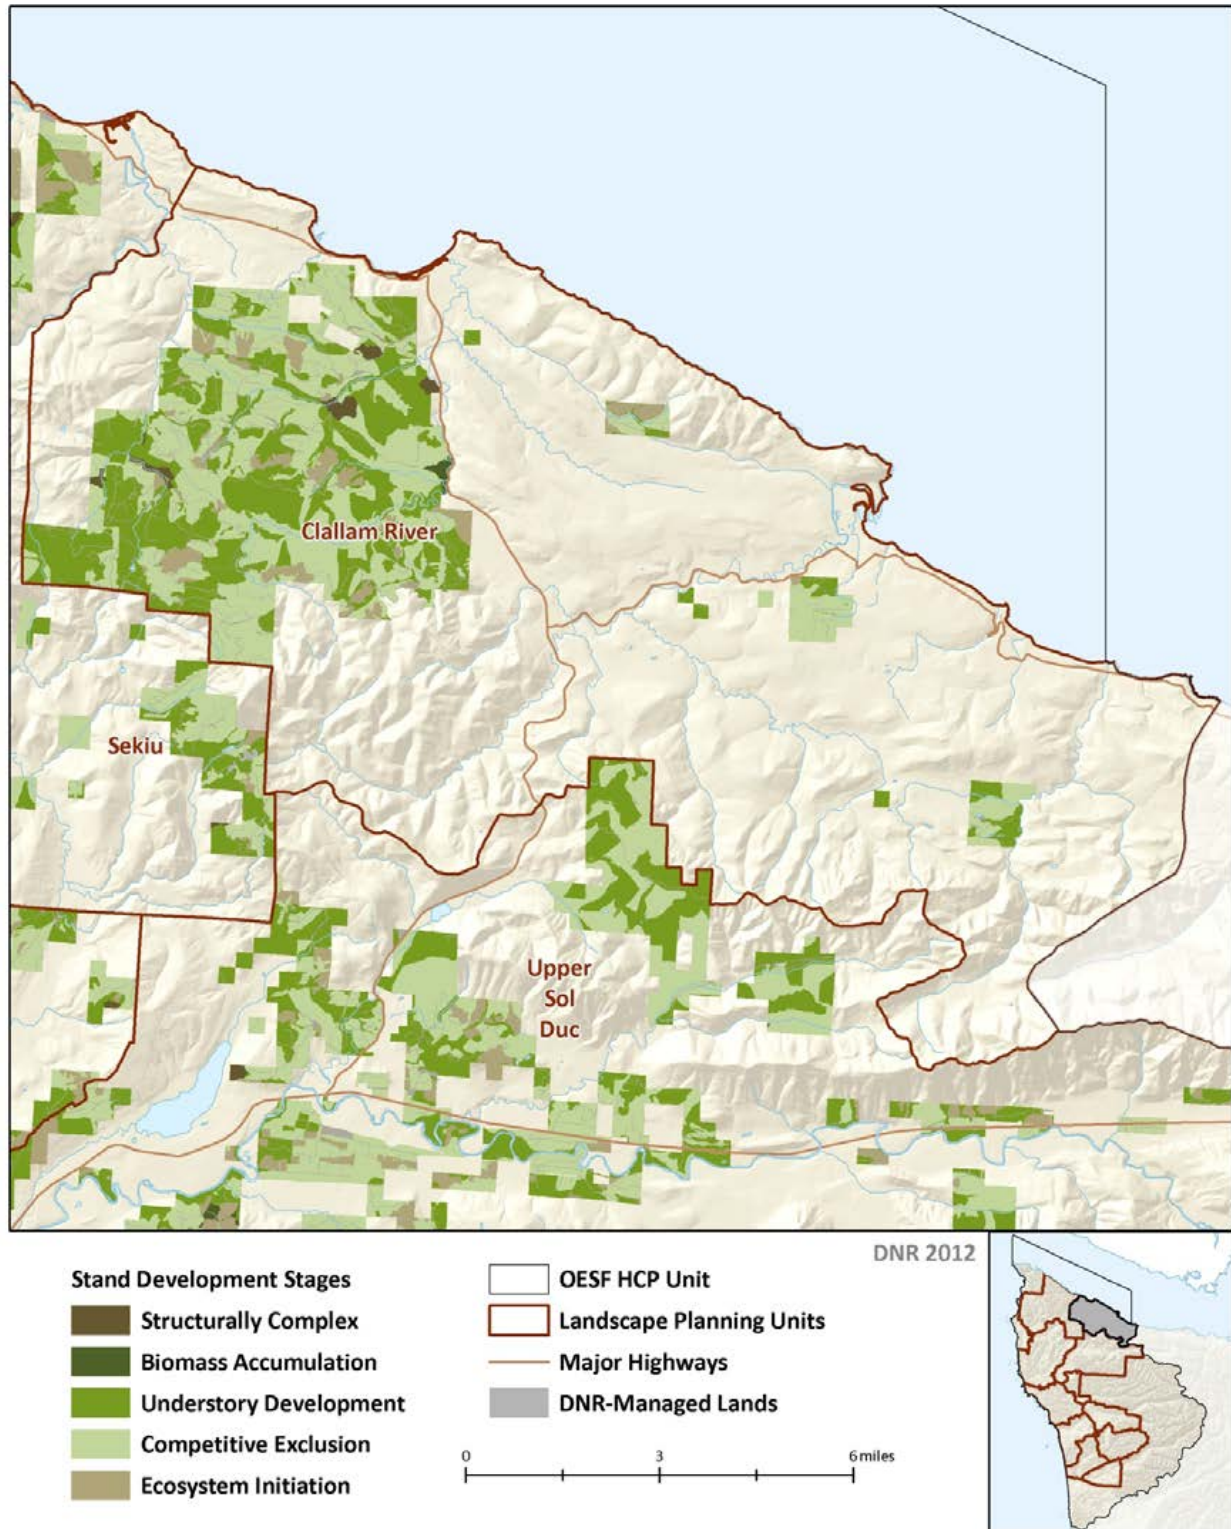 Clallam River
Sekiu
Upper
Sol
Duc
DNR 2012
Stand Development Stages
Structurally Complex
Biomass Accumulation
Understory Development
Competitive Exclusion
Ecosystem Initiation
OESF HCP Unit
Landscape Planning Units
Major Highways
DNR-Managed Lands
0 3 6 miles